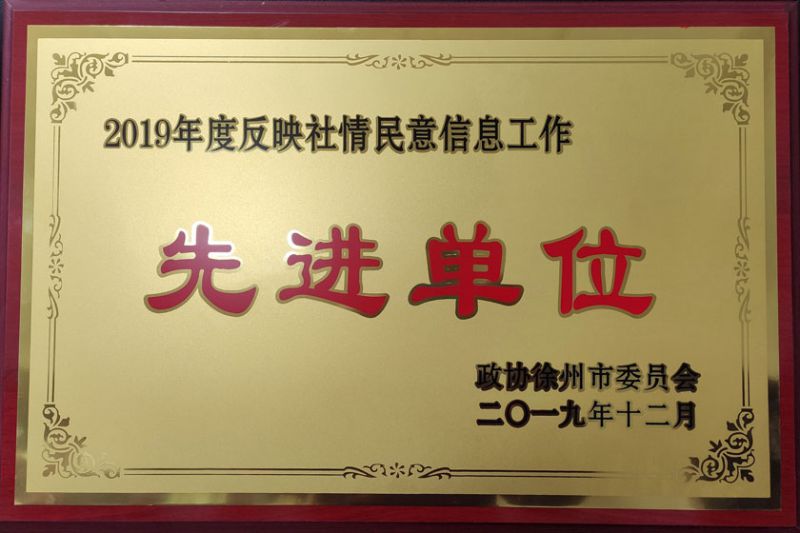 2019年度反映社情民意信息工作
先进单位
政协徐州市委员会
二〇一九年十二月